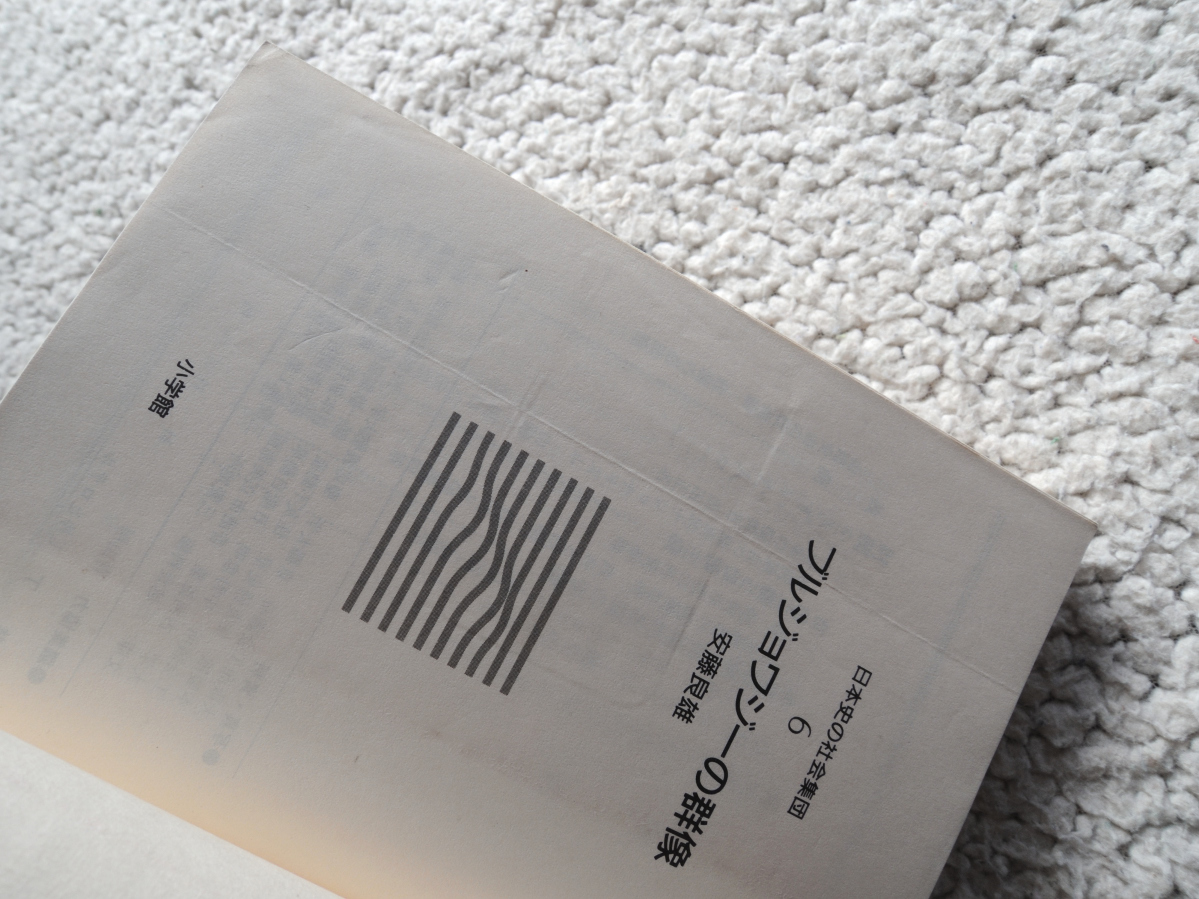 日本史の社会集団
6
ブルジョワジーの群像
安藤良雄
小学館